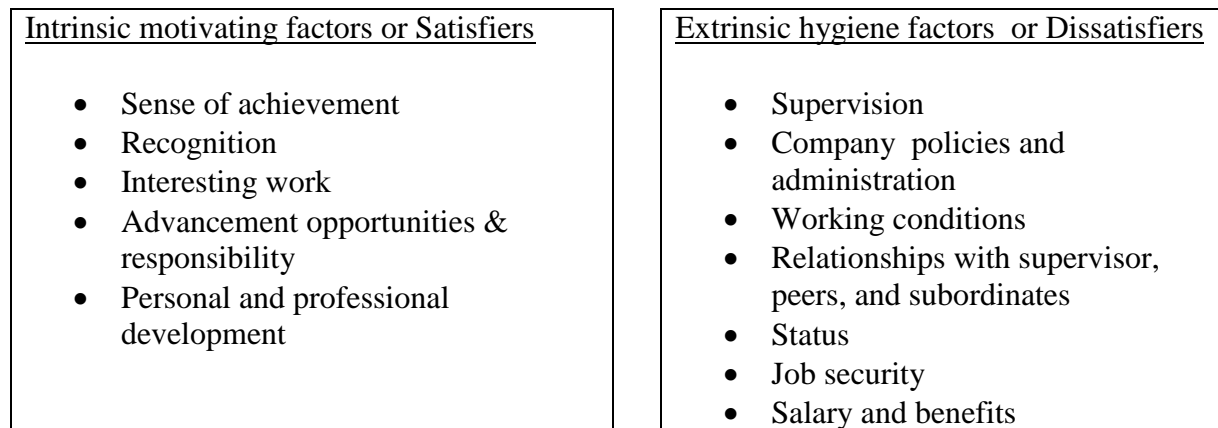 Intrinsic motivating factors or Satisfiers
• Sense of achievement
• Recognition
• Interesting work
• Advancement opportunities &
responsibility
• Personal and professional
development
Extrinsic hygiene factors or Dissatisfiers
• Supervision
• Company policies and
administration
• Working conditions
• Relationships with supervisor,
peers, and subordinates
• Status
• Job security
• Salary and benefits